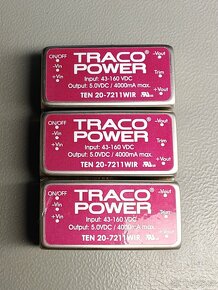 ON/OFF
TRACO
POWER
-Vout
-Vin
+Vin
Trim
+Vout
Input: 43-160 VDC
Output: 5.0VDC / 4000mA max.
TEN 20-7211WIR
ON/OFF
TRACO
POWER
-Vout
-Vin
+Vin
Trim
+Vout
Input: 43-160 VDC
Output: 5.0VDC / 4000mA max.
TEN 20-7211WIR
ON/OFF
TRACO
POWER
-Vout
-Vin
+Vin
Trim
+Vout
Input: 43-160 VDC
Output: 5.0VDC / 4000mA max.
TEN 20-7211WIR